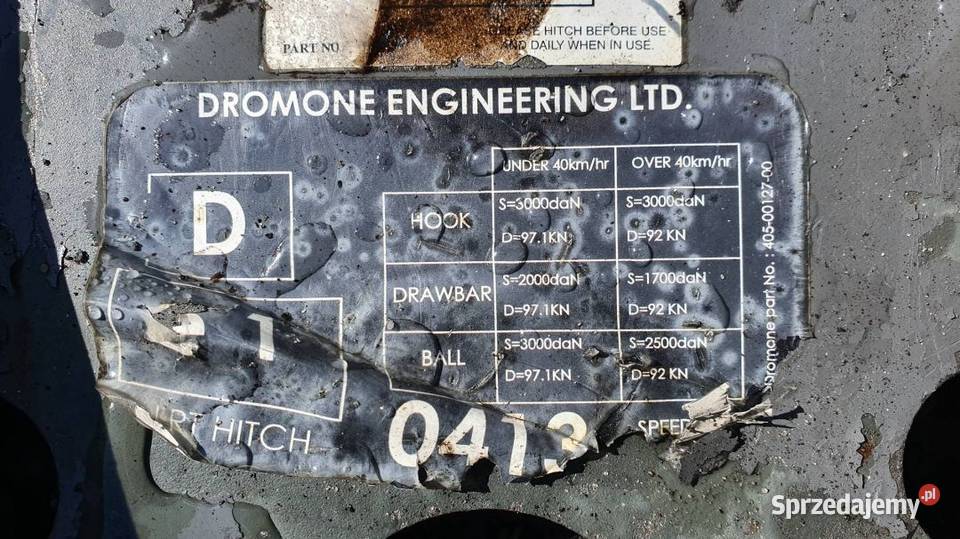 PART NO
HITCH BEFORE USE
AND DAILY WHEN IN USE.
DROMONE ENGINEERING LTD.
UNDER 40km/hr OVER 40km/hr
D
HOOK S=3000daN S=3000daN
D=97.1KN D=92 KN
DRAWBAR S=2000daN S=1700daN
D=97.1KN D=92 KN
e 1
BALL S=3000daN S=2500daN
D=97.1KN D=92 KN
HITCH 0413 SPEED
Dromone part No. : 405-00127-00
Sprzedajemy.pl